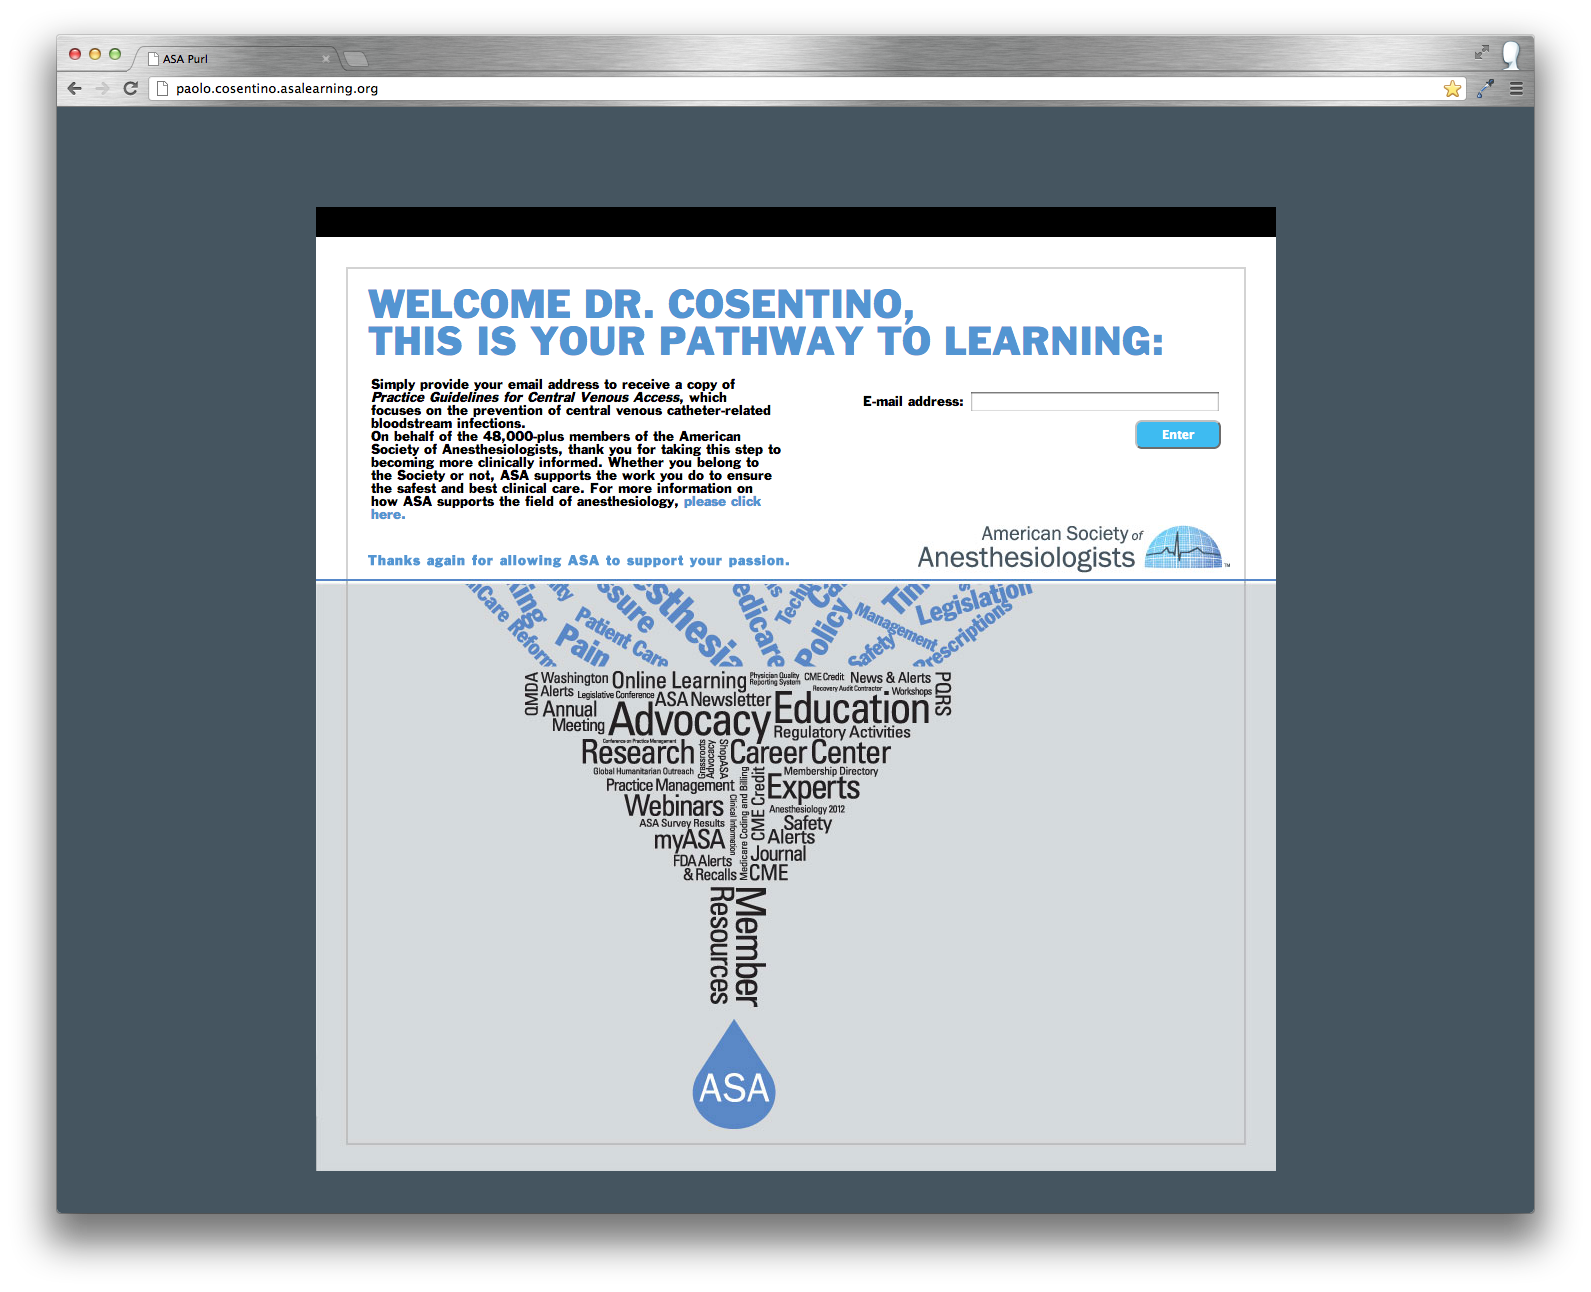 ASA Purl
paolo.cosentino.asalearning.org
WELCOME DR. COSENTINO,
THIS IS YOUR PATHWAY TO LEARNING:
Simply provide your email address to receive a copy of
Practice Guidelines for Central Venous Access, which
focuses on the prevention of central venous catheter-related
bloodstream infections.
On behalf of the 48,000-plus members of the American
Society of Anesthesiologists, thank you for taking this step to
becoming more clinically informed. Whether you belong to
the Society or not, ASA supports the work you do to ensure
the safest and best clinical care. For more information on
how ASA supports the field of anesthesiology, please click
here.
E-mail address:
Enter
Thanks again for allowing ASA to support your passion.
American Society of
Anesthesiologists
TM
Care Reform
Pain
Patient Care
sure
sthesia
edicare
Techn
Policy
Management
Safety
Tim
Legislation
Prescriptions
QMDA
Washington
Alerts
Online Learning
Physician Quality
Reporting System
CME Credit
News & Alerts
PQRS
Legislative Conference
ASA Newsletter
Recovery Audit Contractor
Workshops
Annual
Meeting
Advocacy
Education
Regulatory Activities
Conference on Practice Management
Research
Grassroots
Advocacy
ShopASA
Career Center
Global Humanitarian Outreach
Membership Directory
Practice Management
Medicare Coding and Billing
CME Credit
Experts
Webinars
Clinical Information
Anesthesiology 2012
ASA Survey Results
Safety
Alerts
myASA
Journal
FDA Alerts
& Recalls
CME
Member
Resources
ASA